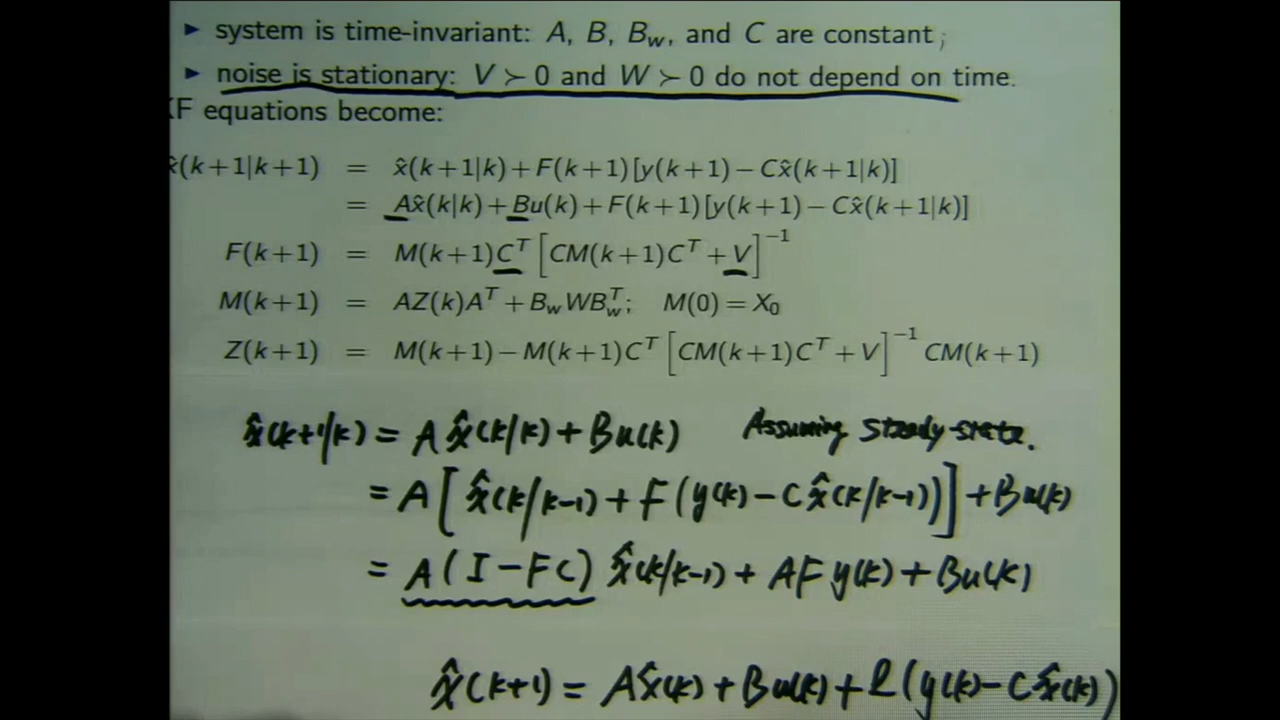 ▶ system is time-invariant: A, B, B_w, and C are constant;
▶ noise is stationary: V ≻ 0 and W ≻ 0 do not depend on time.
KF equations become:
x̂(k+1|k+1) = x̂(k+1|k)+F(k+1)[y(k+1)−Cx̂(k+1|k)]
= Ax̂(k|k)+Bu(k)+F(k+1)[y(k+1)−Cx̂(k+1|k)]
F(k+1) = M(k+1)C^T [CM(k+1)C^T+V]^{−1}
M(k+1) = AZ(k)A^T+B_wWB_w^T; M(0)=X_0
Z(k+1) = M(k+1)−M(k+1)C^T [CM(k+1)C^T+V]^{−1} CM(k+1)
x̂(k+1/k) = A x̂(k/k) + Bu(k) Assuming steady-state.
= A [x̂(k/k−1) + F(y(k) − Cx̂(k/k−1))] + Bu(k)
= A(I−FC) x̂(k/k−1) + AF y(k) + Bu(k)
x̂(k+1) = Ax̂(k) + Bu(k) + L(y(k) − Cx̂(k))